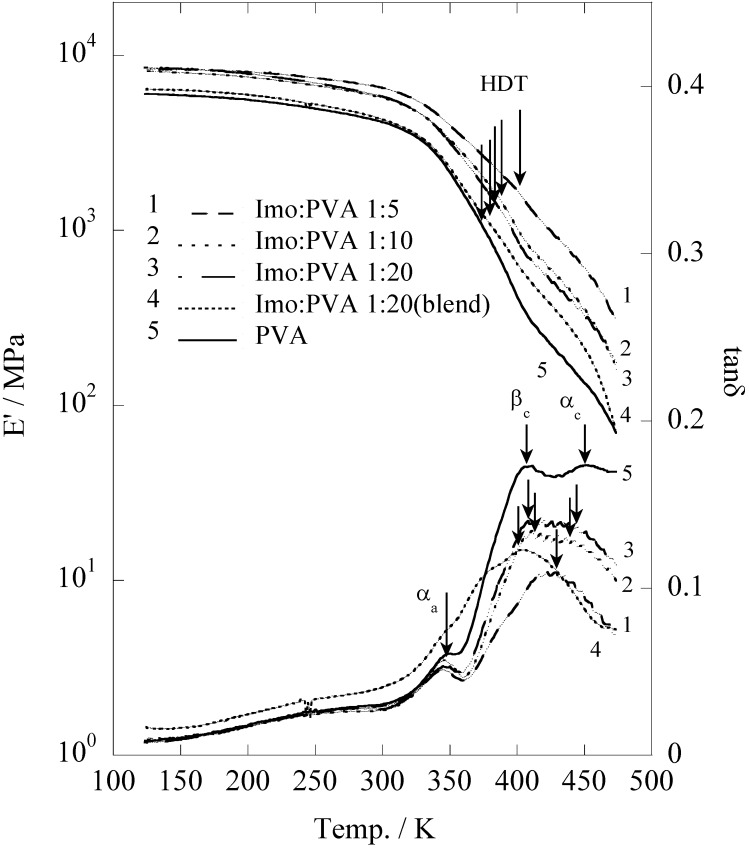 10⁴
10³
10²
10¹
10⁰
E' / MPa
0.4
0.3
0.2
0.1
0
tanδ
HDT
1 Imo:PVA 1:5
2 Imo:PVA 1:10
3 Imo:PVA 1:20
4 Imo:PVA 1:20(blend)
5 PVA
1
2
3
4
5
β_c
α_c
α_a
5
3
2
1
4
100 150 200 250 300 350 400 450 500
Temp. / K